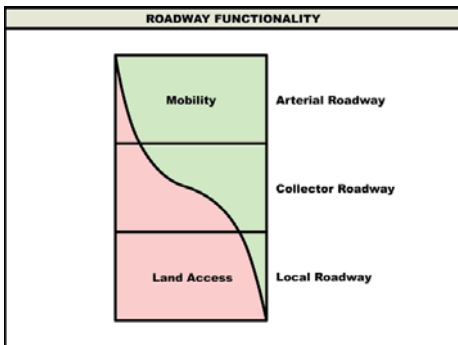 ROADWAY FUNCTIONALITY
Mobility
Arterial Roadway
Collector Roadway
Land Access
Local Roadway